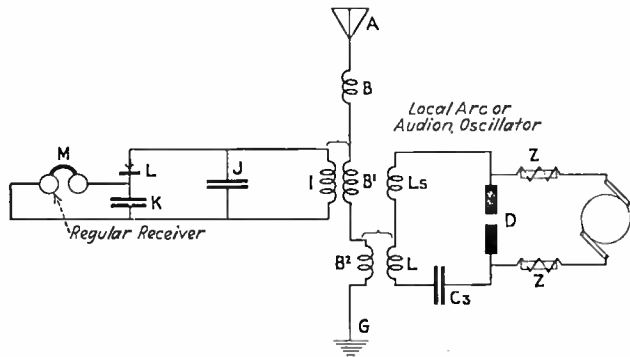 A
B
Local Arc or
Audion, Oscillator
Z
M
L
J
I
B¹
Ls
K
D
Regular Receiver
B²
L
C3
Z
G